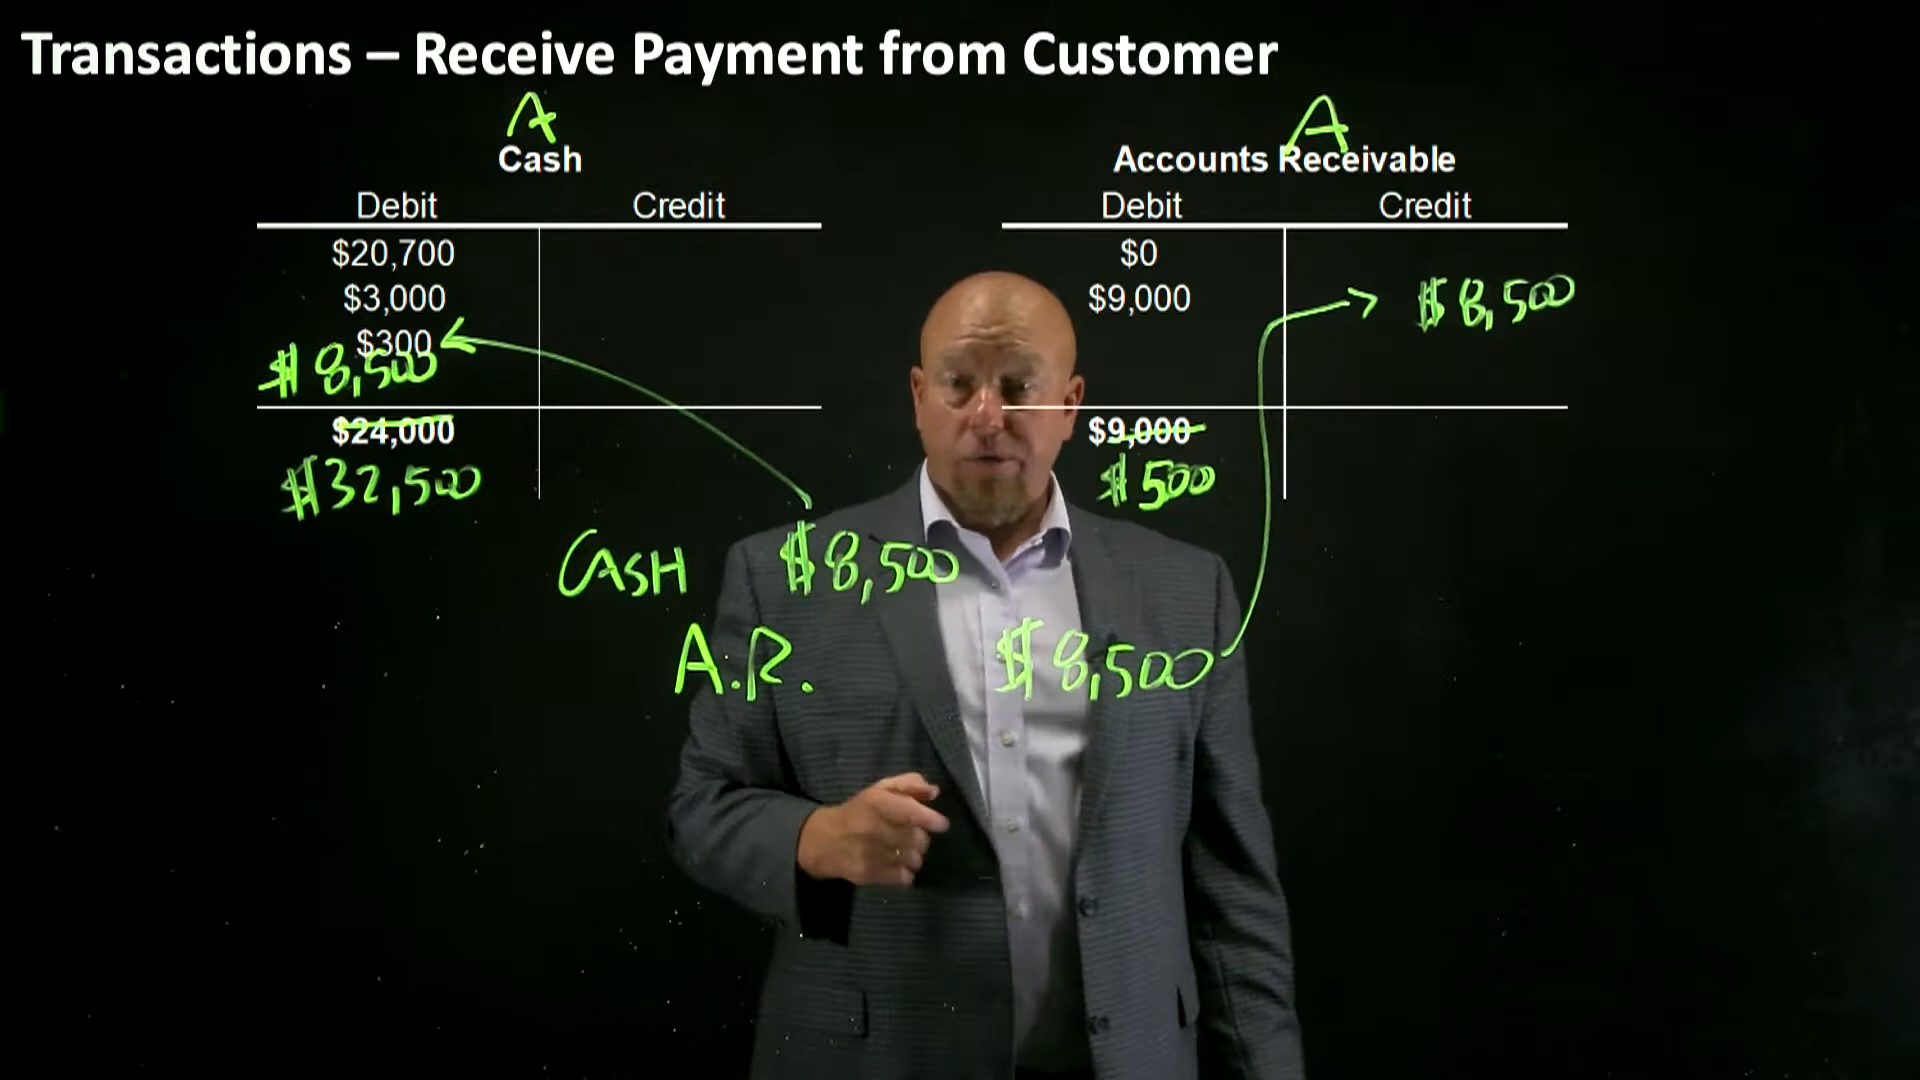 Transactions – Receive Payment from Customer
A
Cash
Debit Credit
$20,700
$3,000
$300
$8,500
$24,000
$32,500
A
Accounts Receivable
Debit Credit
$0
$9,000 $8,500
$9,000
$500
CASH $8,500
A.R. $8,500